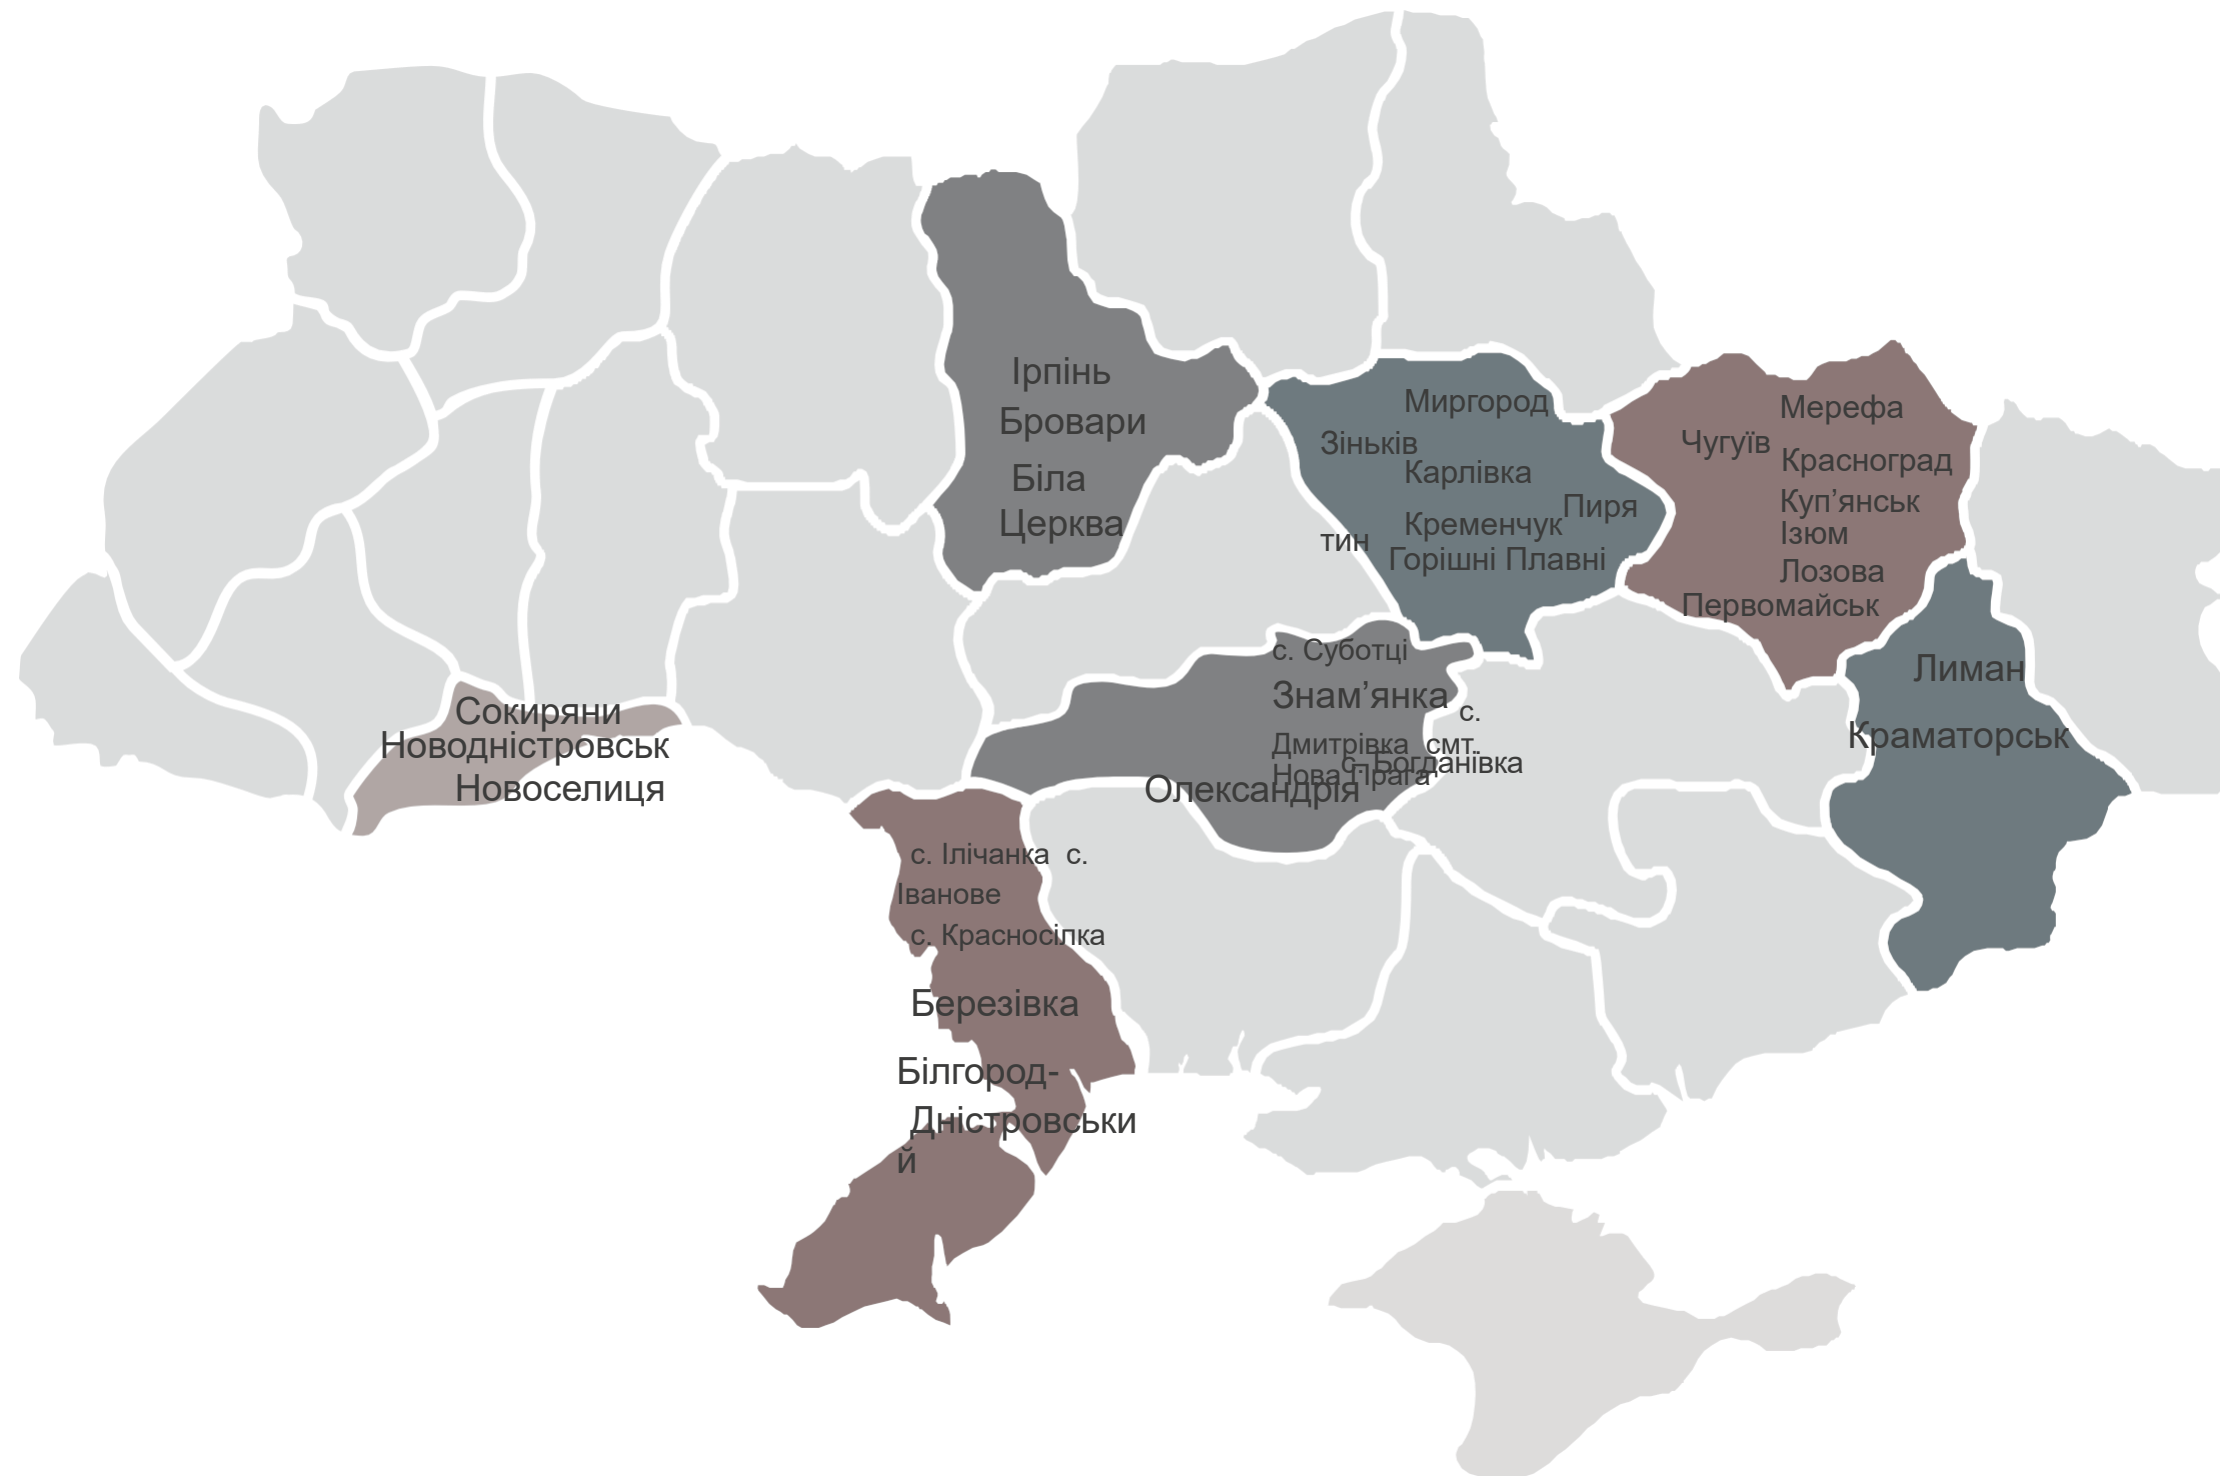 Ірпінь
Бровари
Біла
Церква
Миргород
Зіньків
Карлівка
Пиря
Кременчук
тин
Горішні Плавні
Мерефа
Чугуїв
Красноград
Куп’янськ
Ізюм
Лозова
Первомайськ
Лиман
Краматорськ
с. Суботці
Знам’янка
с.
Дмитрівка смт.
с. Богданівка
Нова Прага
Олександрія
Сокиряни
Новодністровськ
Новоселиця
с. Ілічанка с.
Іванове
с. Красносілка
Березівка
Білгород-
Дністровськи
й